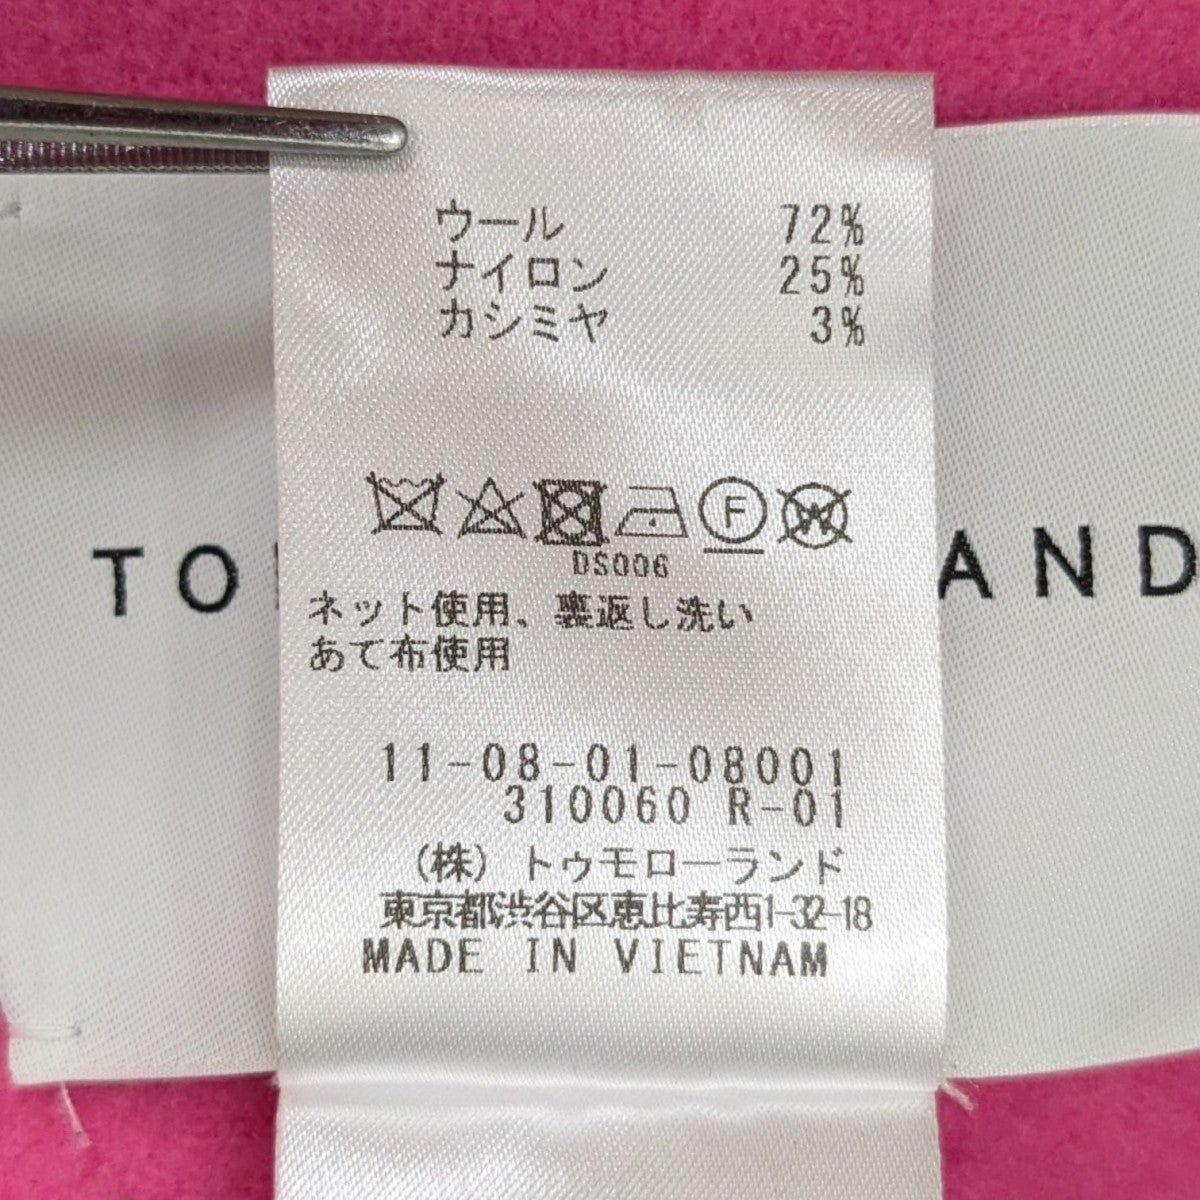 ウール 72%
ナイロン 25%
カシミヤ 3%
F
W
DS006
TO AND
ネット使用、裏返し洗い
あて布使用
11-08-01-08001
310060 R-01
(株) トゥモローランド
東京都渋谷区恵比寿西1-32-18
MADE IN VIETNAM